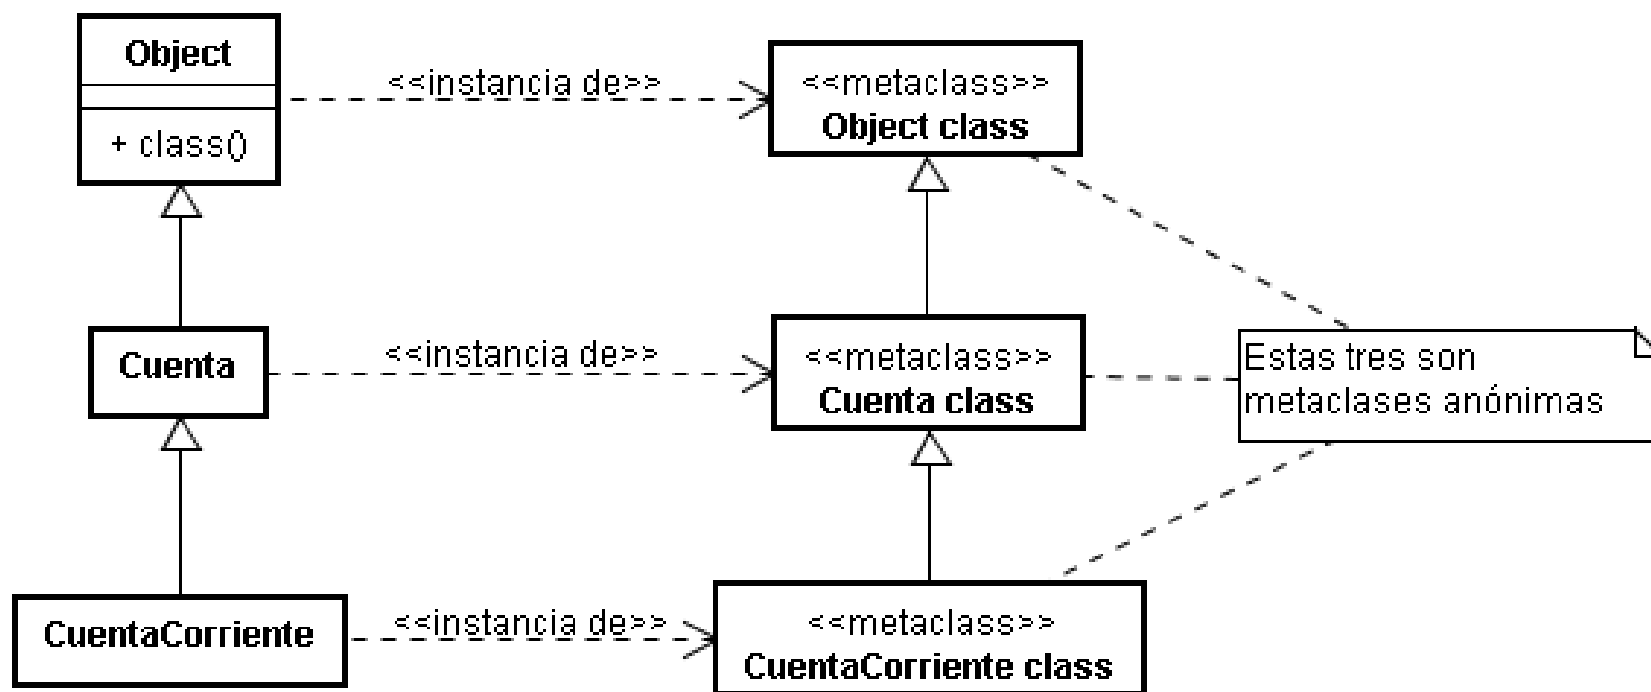 Object
+ class()
<<instancia de>>
<<metaclass>>
Object class
Cuenta
<<instancia de>>
<<metaclass>>
Cuenta class
Estas tres son
metaclases anónimas
CuentaCorriente
<<instancia de>>
<<metaclass>>
CuentaCorriente class